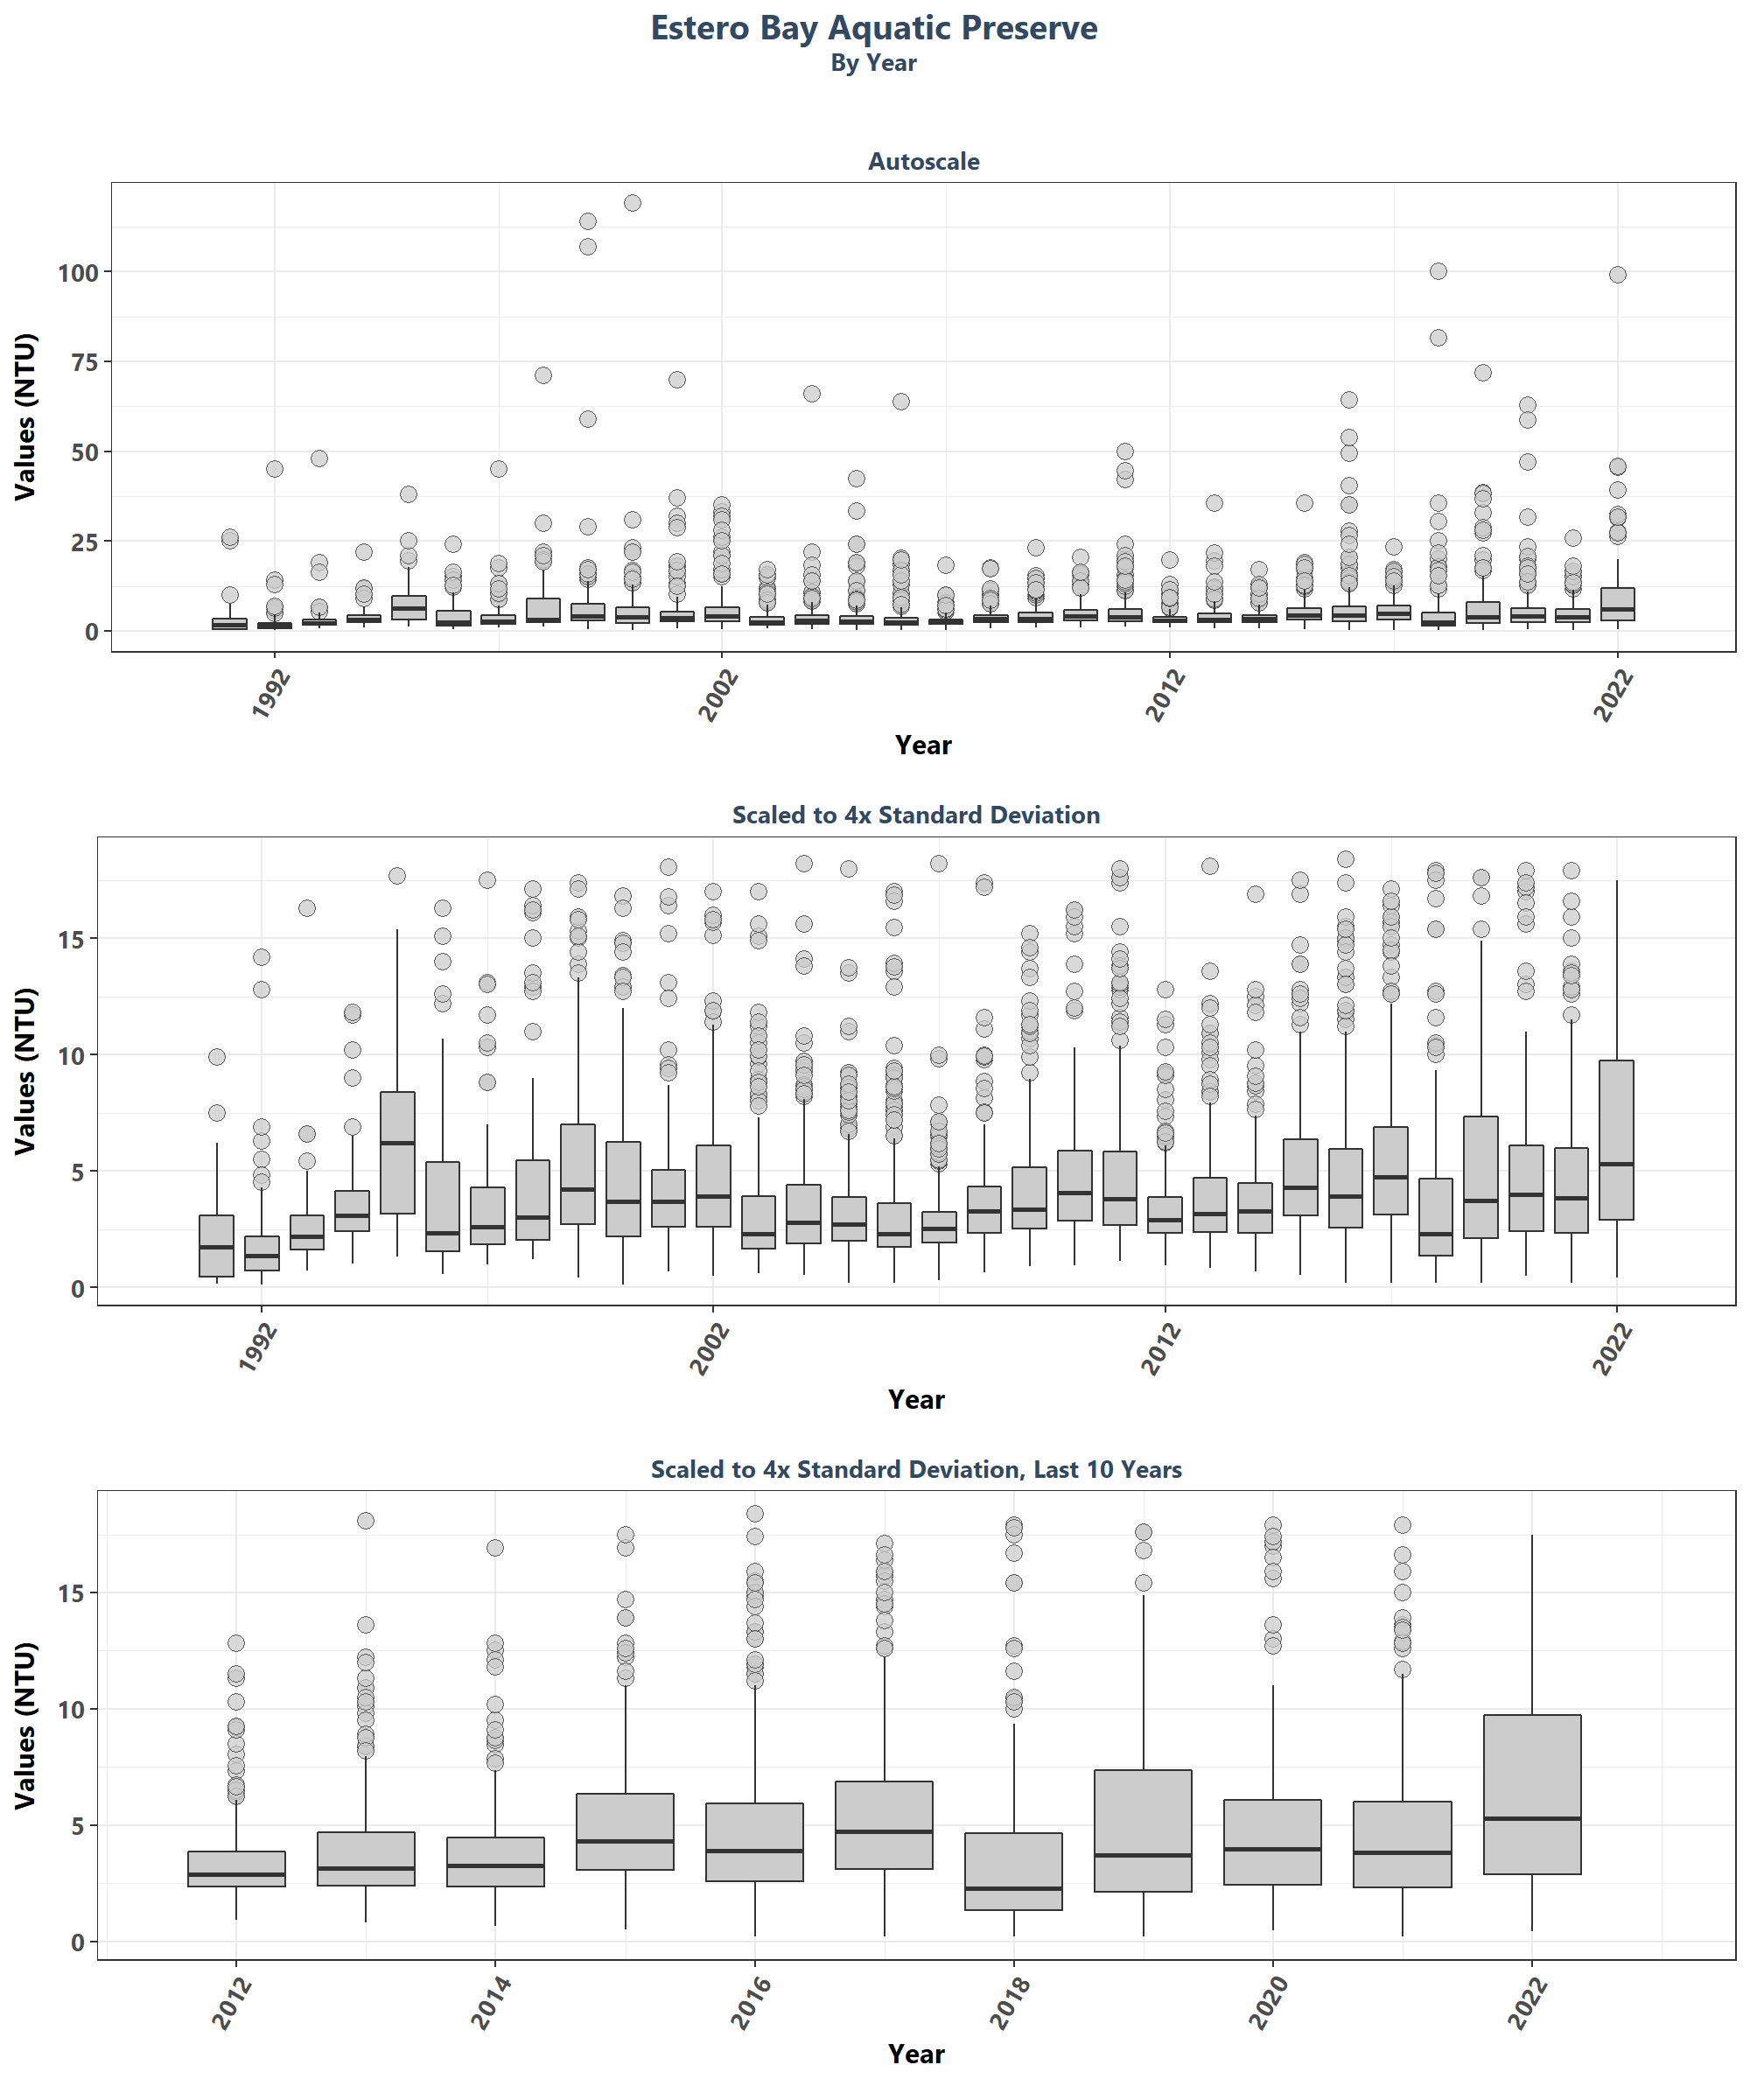 Estero Bay Aquatic Preserve
By Year
Autoscale
Values (NTU)
100
75
50
25
0
1992
2002
2012
2022
Year
Scaled to 4x Standard Deviation
Values (NTU)
15
10
5
0
1992
2002
2012
2022
Year
Scaled to 4x Standard Deviation, Last 10 Years
Values (NTU)
15
10
5
0
2012
2014
2016
2018
2020
2022
Year